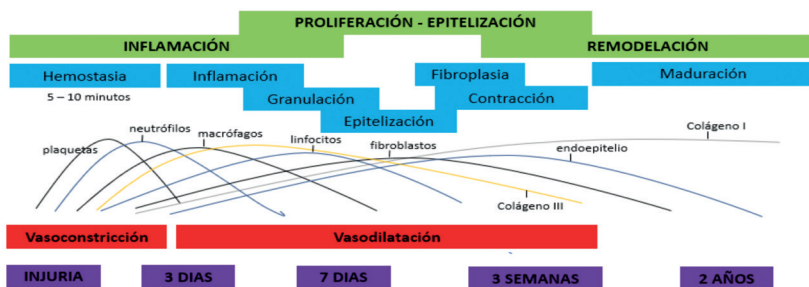 PROLIFERACIÓN - EPITELIZACIÓN
INFLAMACIÓN
REMODELACIÓN
Hemostasia
Inflamación
Fibroplasia
Maduración
5 – 10 minutos
Granulación
Contracción
Epitelización
plaquetas
neutrófilos
macrófagos
linfocitos
fibroblastos
endoepitelio
Colágeno I
Colágeno III
Vasoconstricción
Vasodilatación
INJURIA
3 DIAS
7 DIAS
3 SEMANAS
2 AÑOS